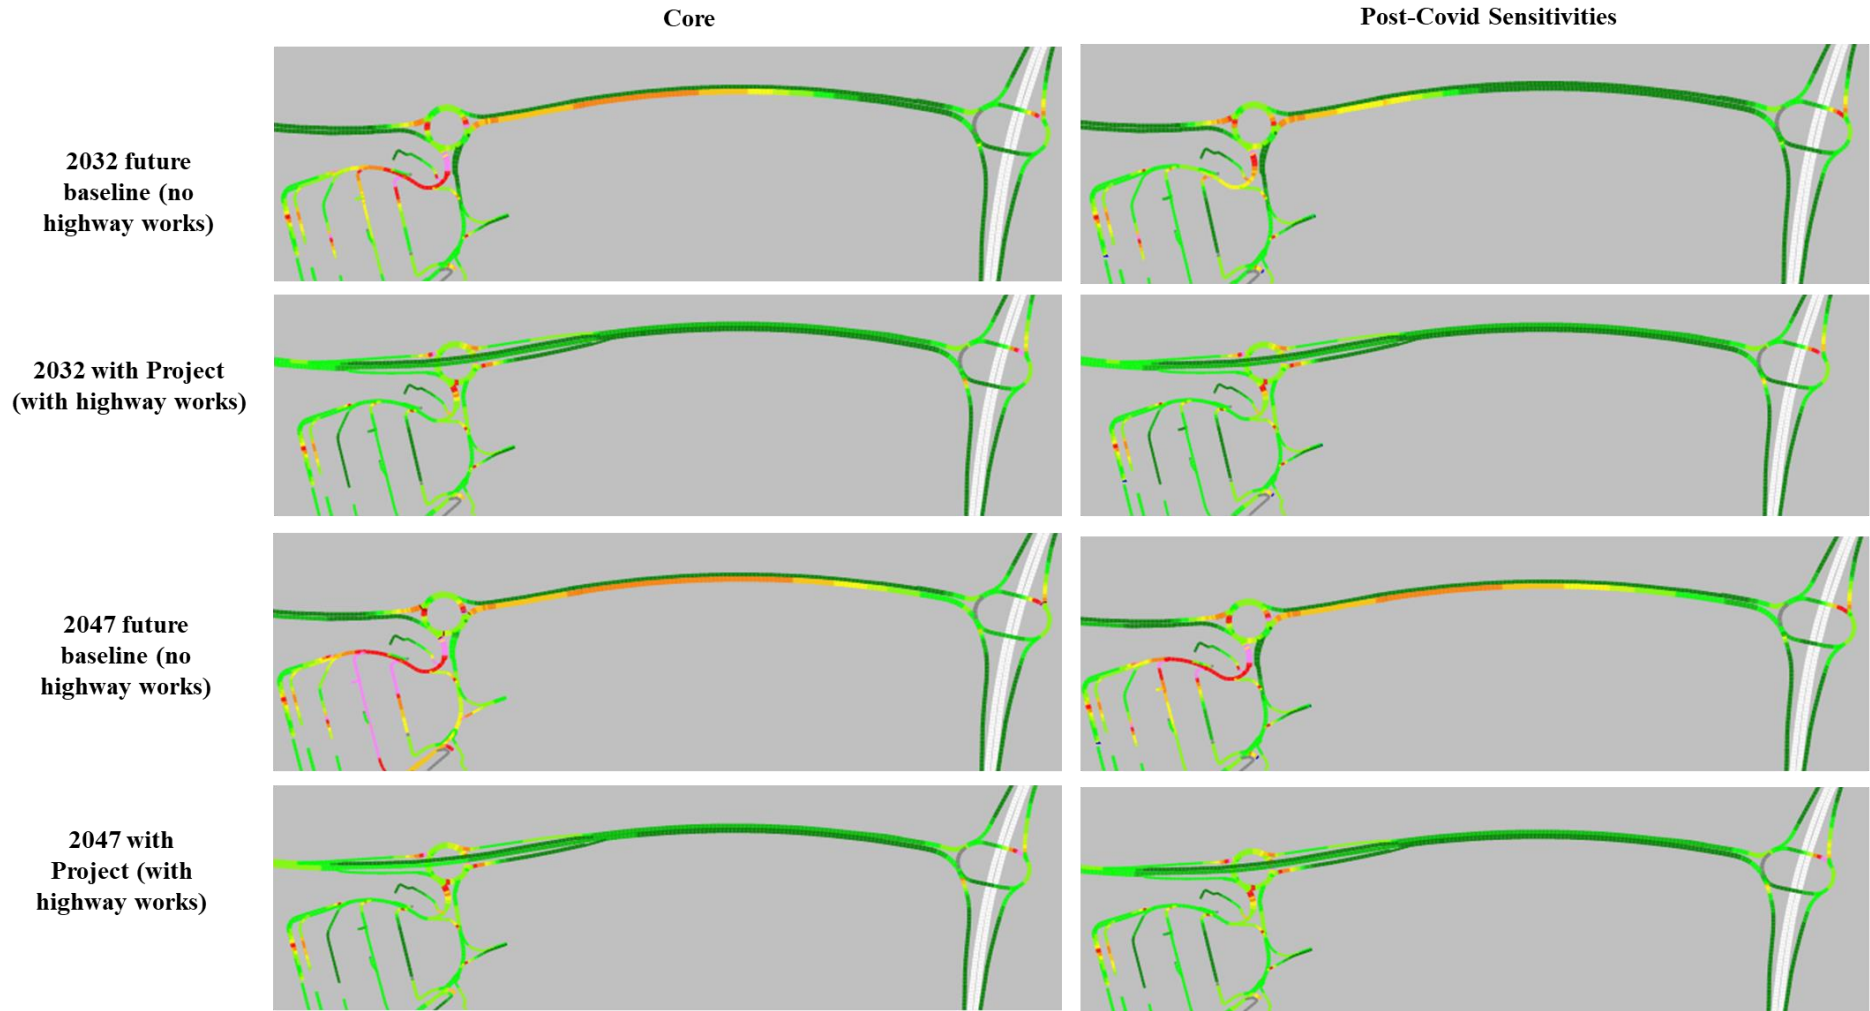 Core
Post-Covid Sensitivities
2032 future
baseline (no
highway works)
2032 with Project
(with highway works)
2047 future
baseline (no
highway works)
2047 with
Project (with
highway works)